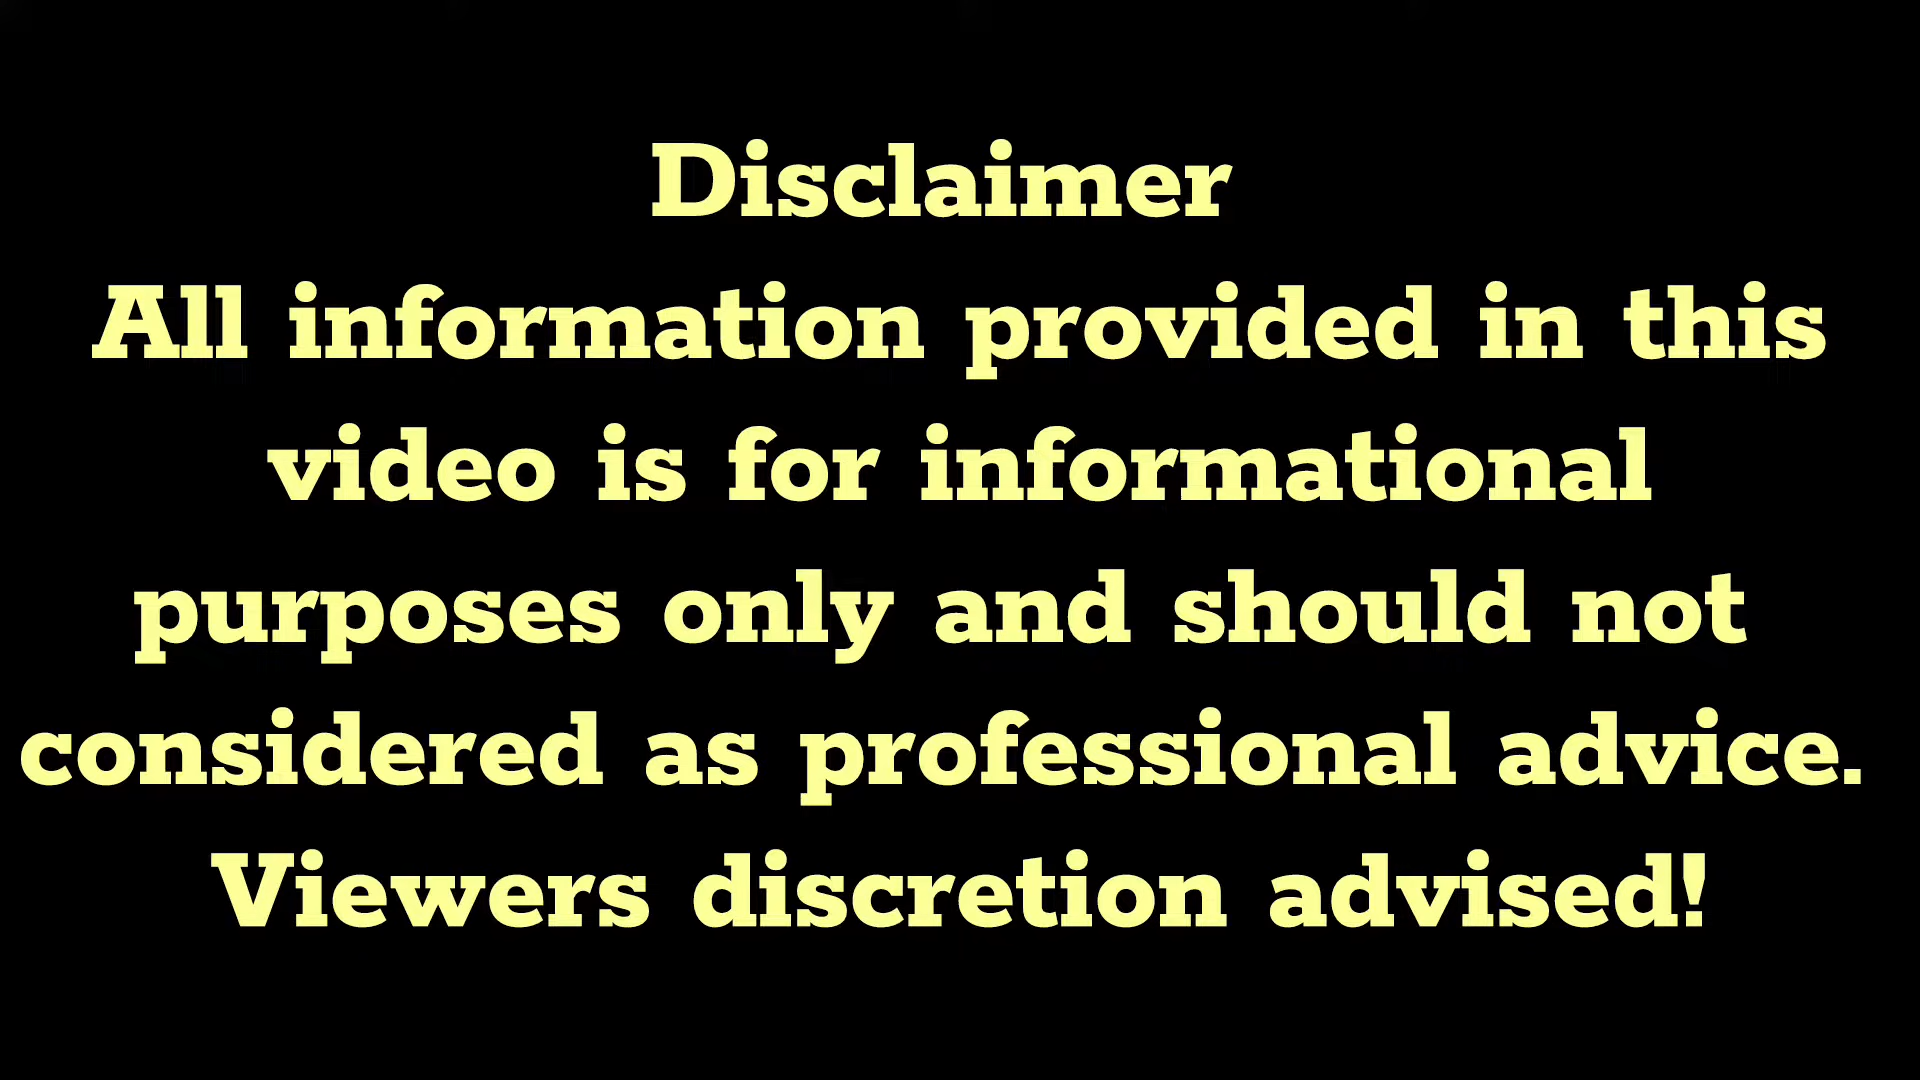 Disclaimer
All information provided in this
video is for informational
purposes only and should not
considered as professional advice.
Viewers discretion advised!